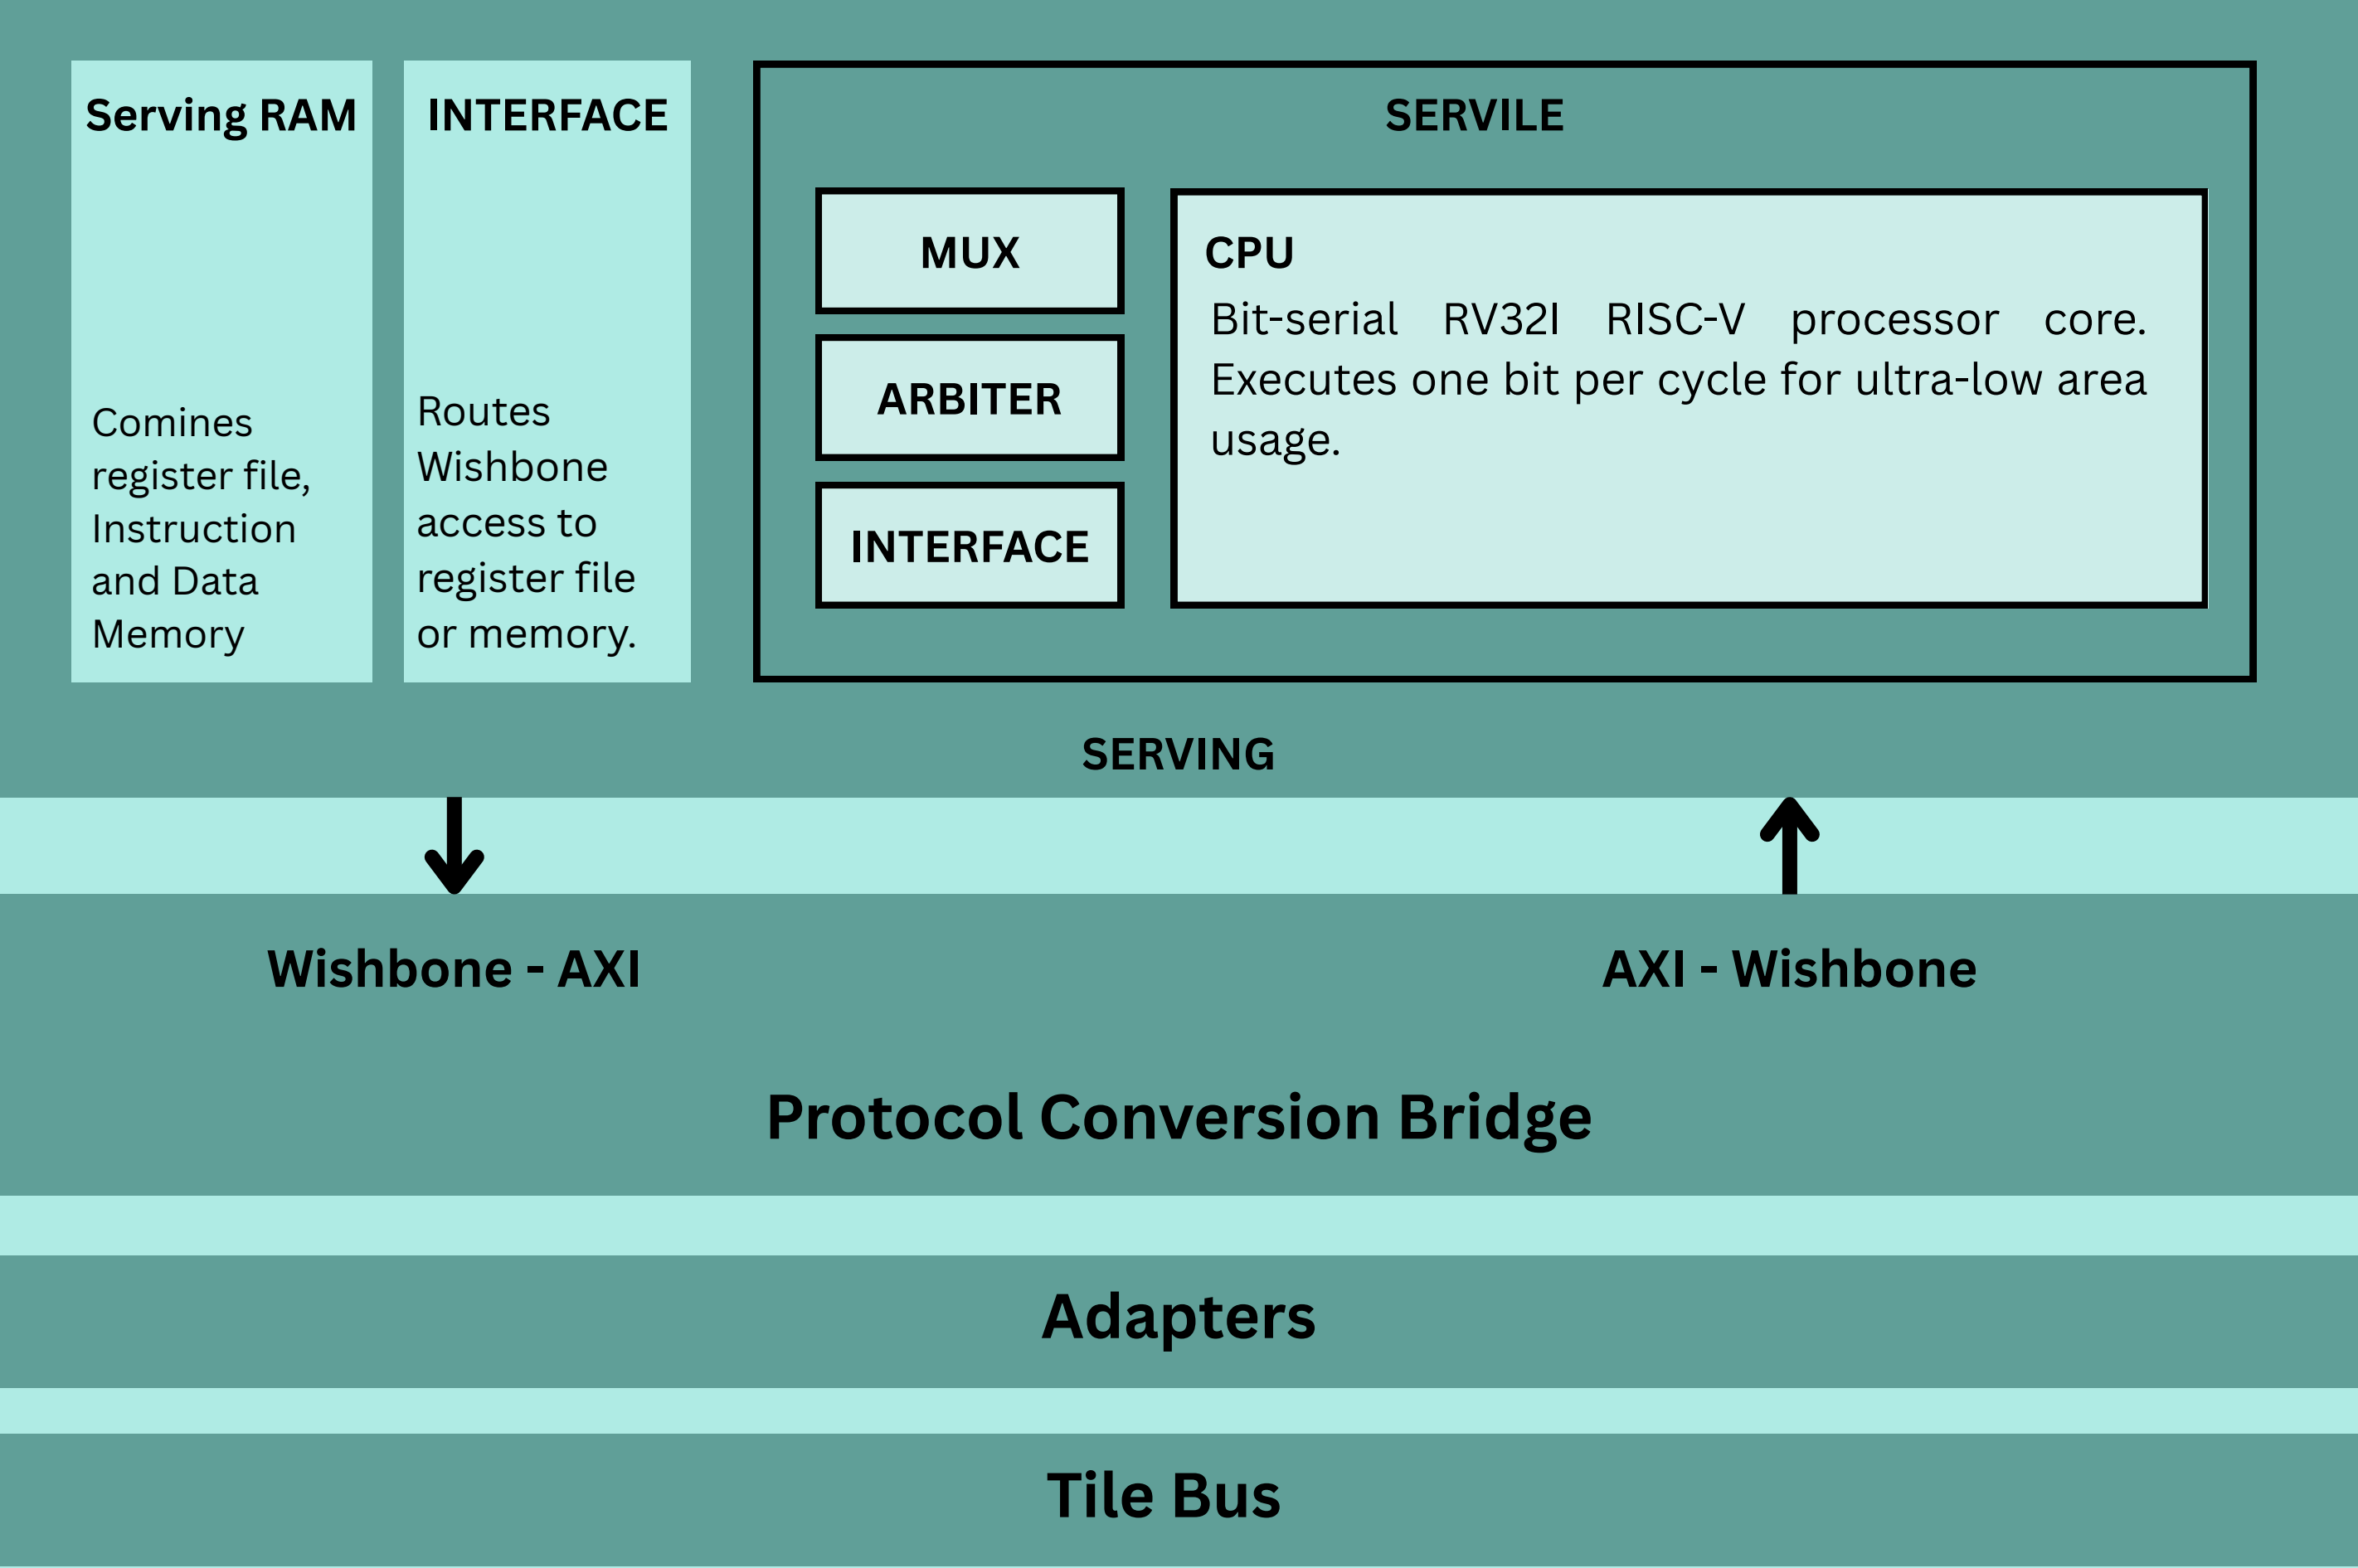 Serving RAM
Comines
register file,
Instruction
and Data
Memory
INTERFACE
Routes
Wishbone
access to
register file
or memory.
SERVILE
MUX
ARBITER
INTERFACE
CPU
Bit-serial RV32I RISC-V processor core.
Executes one bit per cycle for ultra-low area
usage.
SERVING
Wishbone - AXI
AXI - Wishbone
Protocol Conversion Bridge
Adapters
Tile Bus